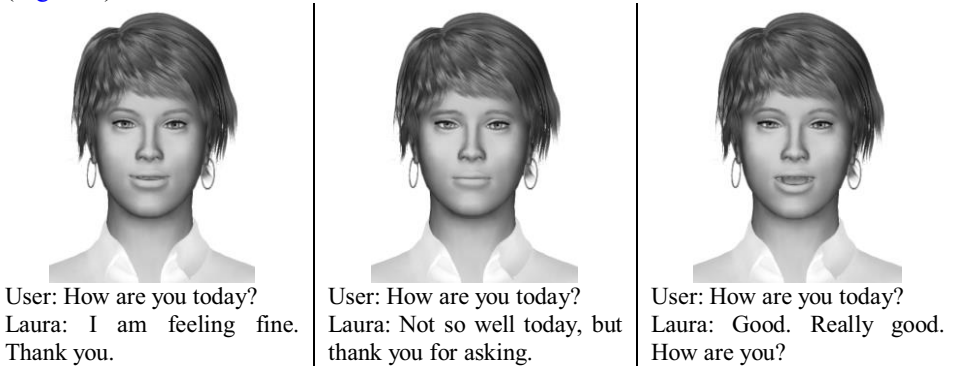 User: How are you today?
Laura: I am feeling fine.
Thank you.
User: How are you today?
Laura: Not so well today, but
thank you for asking.
User: How are you today?
Laura: Good. Really good.
How are you?